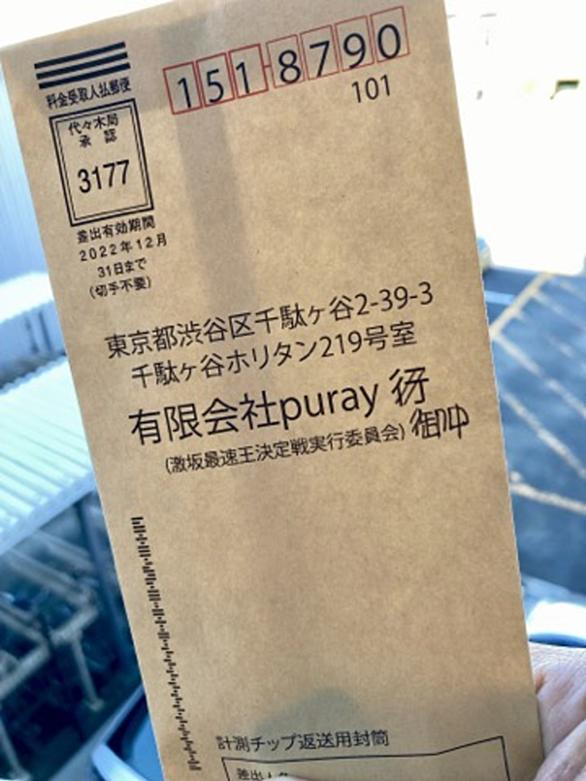 料金受取人払郵便
代々木局
承認
3177
差出有効期間
2022年12月
31日まで
(切手不要)
151-8790
101
東京都渋谷区千駄ヶ谷2-39-3
千駄ヶ谷ホリタン219号室
有限会社puray 行
(激坂最速王決定戦実行委員会) 御中
計測チップ返送用封筒
差出人名